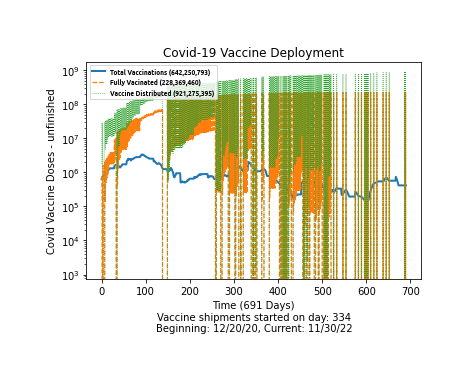 Covid-19 Vaccine Deployment
Total Vaccinations (642,250,793)
Fully Vacinated (228,369,460)
Vaccine Distributed (921,275,395)
Covid Vaccine Doses - unfinished
10⁹
10⁸
10⁷
10⁶
10⁵
10⁴
10³
0 100 200 300 400 500 600 700
Time (691 Days)
Vaccine shipments started on day: 334
Beginning: 12/20/20, Current: 11/30/22